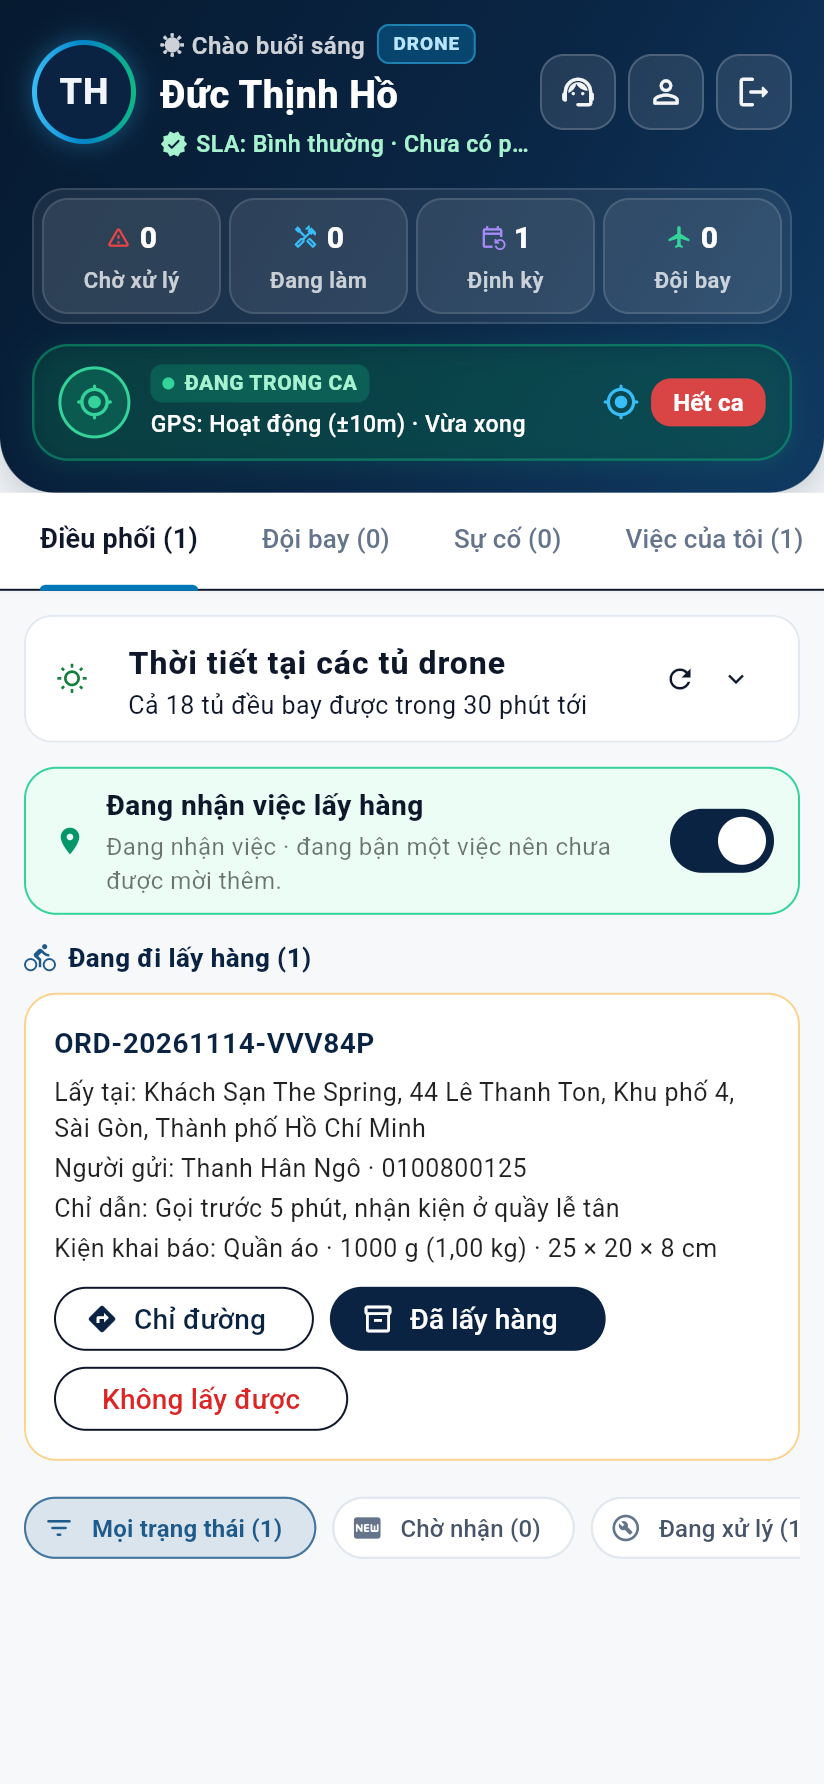 Chào buổi sáng
DRONE
TH
Đức Thịnh Hồ
SLA: Bình thường · Chưa có p...
0
Chờ xử lý
0
Đang làm
1
Định kỳ
0
Đội bay
ĐANG TRONG CA
GPS: Hoạt động (±10m) · Vừa xong
Hết ca
Điều phối (1)
Đội bay (0)
Sự cố (0)
Việc của tôi (1)
Thời tiết tại các tủ drone
Cả 18 tủ đều bay được trong 30 phút tới
Đang nhận việc lấy hàng
Đang nhận việc · đang bận một việc nên chưa
được mời thêm.
Đang đi lấy hàng (1)
ORD-20261114-VVV84P
Lấy tại: Khách Sạn The Spring, 44 Lê Thanh Ton, Khu phố 4,
Sài Gòn, Thành phố Hồ Chí Minh
Người gửi: Thanh Hân Ngô · 0100800125
Chỉ dẫn: Gọi trước 5 phút, nhận kiện ở quầy lễ tân
Kiện khai báo: Quần áo · 1000 g (1,00 kg) · 25 × 20 × 8 cm
Chỉ đường
Đã lấy hàng
Không lấy được
Mọi trạng thái (1)
NEW
Chờ nhận (0)
Đang xử lý (1